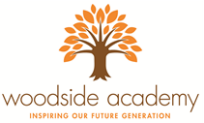 woodside academy
INSPIRING OUR FUTURE GENERATION